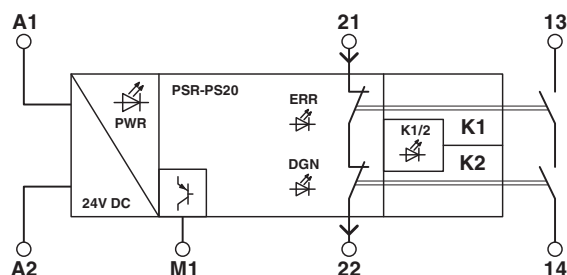 A1 21 13
PSR-PS20
ERR
PWR
K1/2 K1
DGN K2
24V DC
A2 M1 22 14